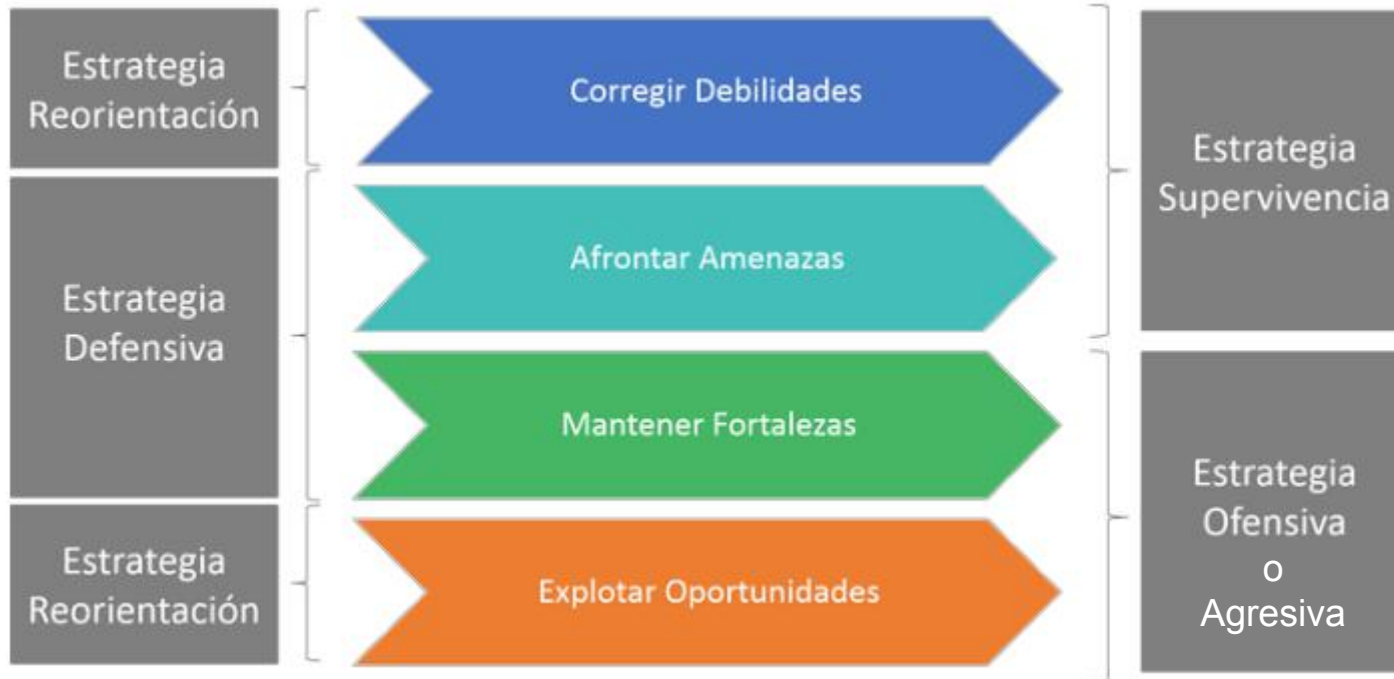 Estrategia
Reorientación
Corregir Debilidades
Estrategia
Supervivencia
Afrontar Amenazas
Estrategia
Defensiva
Mantener Fortalezas
Estrategia
Ofensiva
o
Agresiva
Estrategia
Reorientación
Explotar Oportunidades